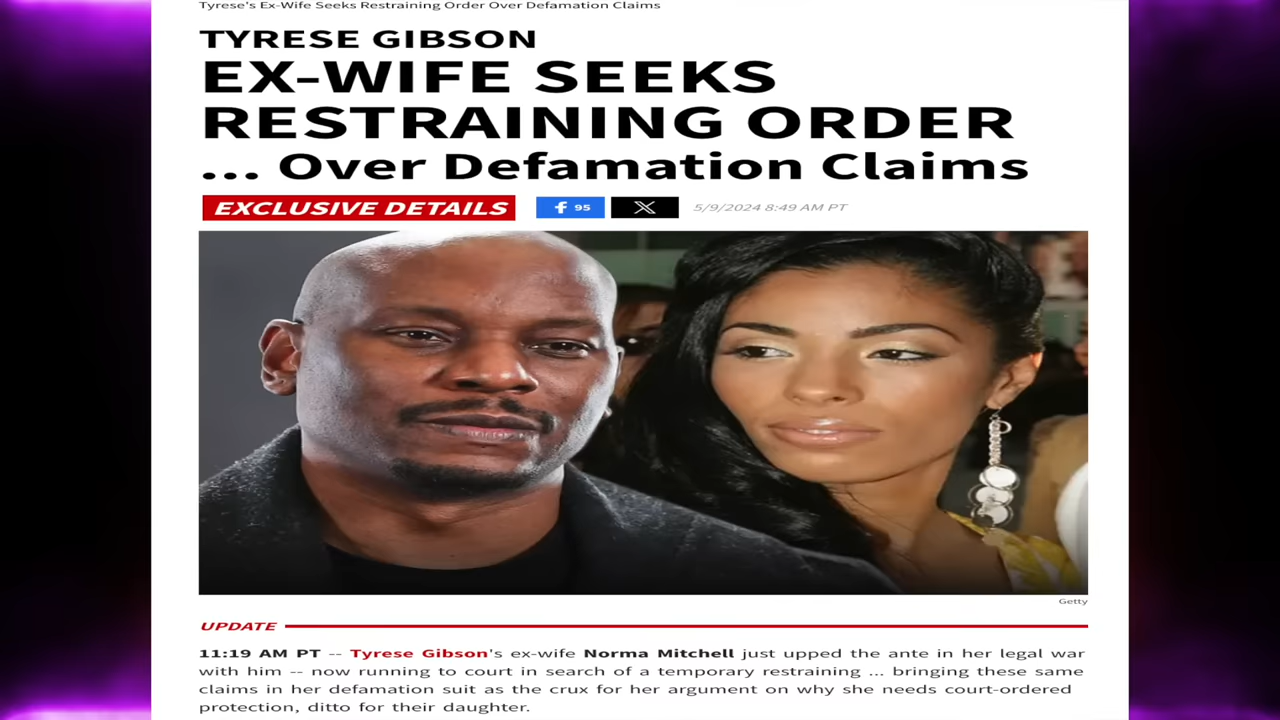 Tyrese's Ex-Wife Seeks Restraining Order Over Defamation Claims
TYRESE GIBSON
EX-WIFE SEEKS
RESTRAINING ORDER
... Over Defamation Claims
EXCLUSIVE DETAILS f 95 X 5/9/2024 8:49 AM PT
Getty
UPDATE
11:19 AM PT -- Tyrese Gibson's ex-wife Norma Mitchell just upped the ante in her legal war
with him -- now running to court in search of a temporary restraining ... bringing these same
claims in her defamation suit as the crux for her argument on why she needs court-ordered
protection, ditto for their daughter.